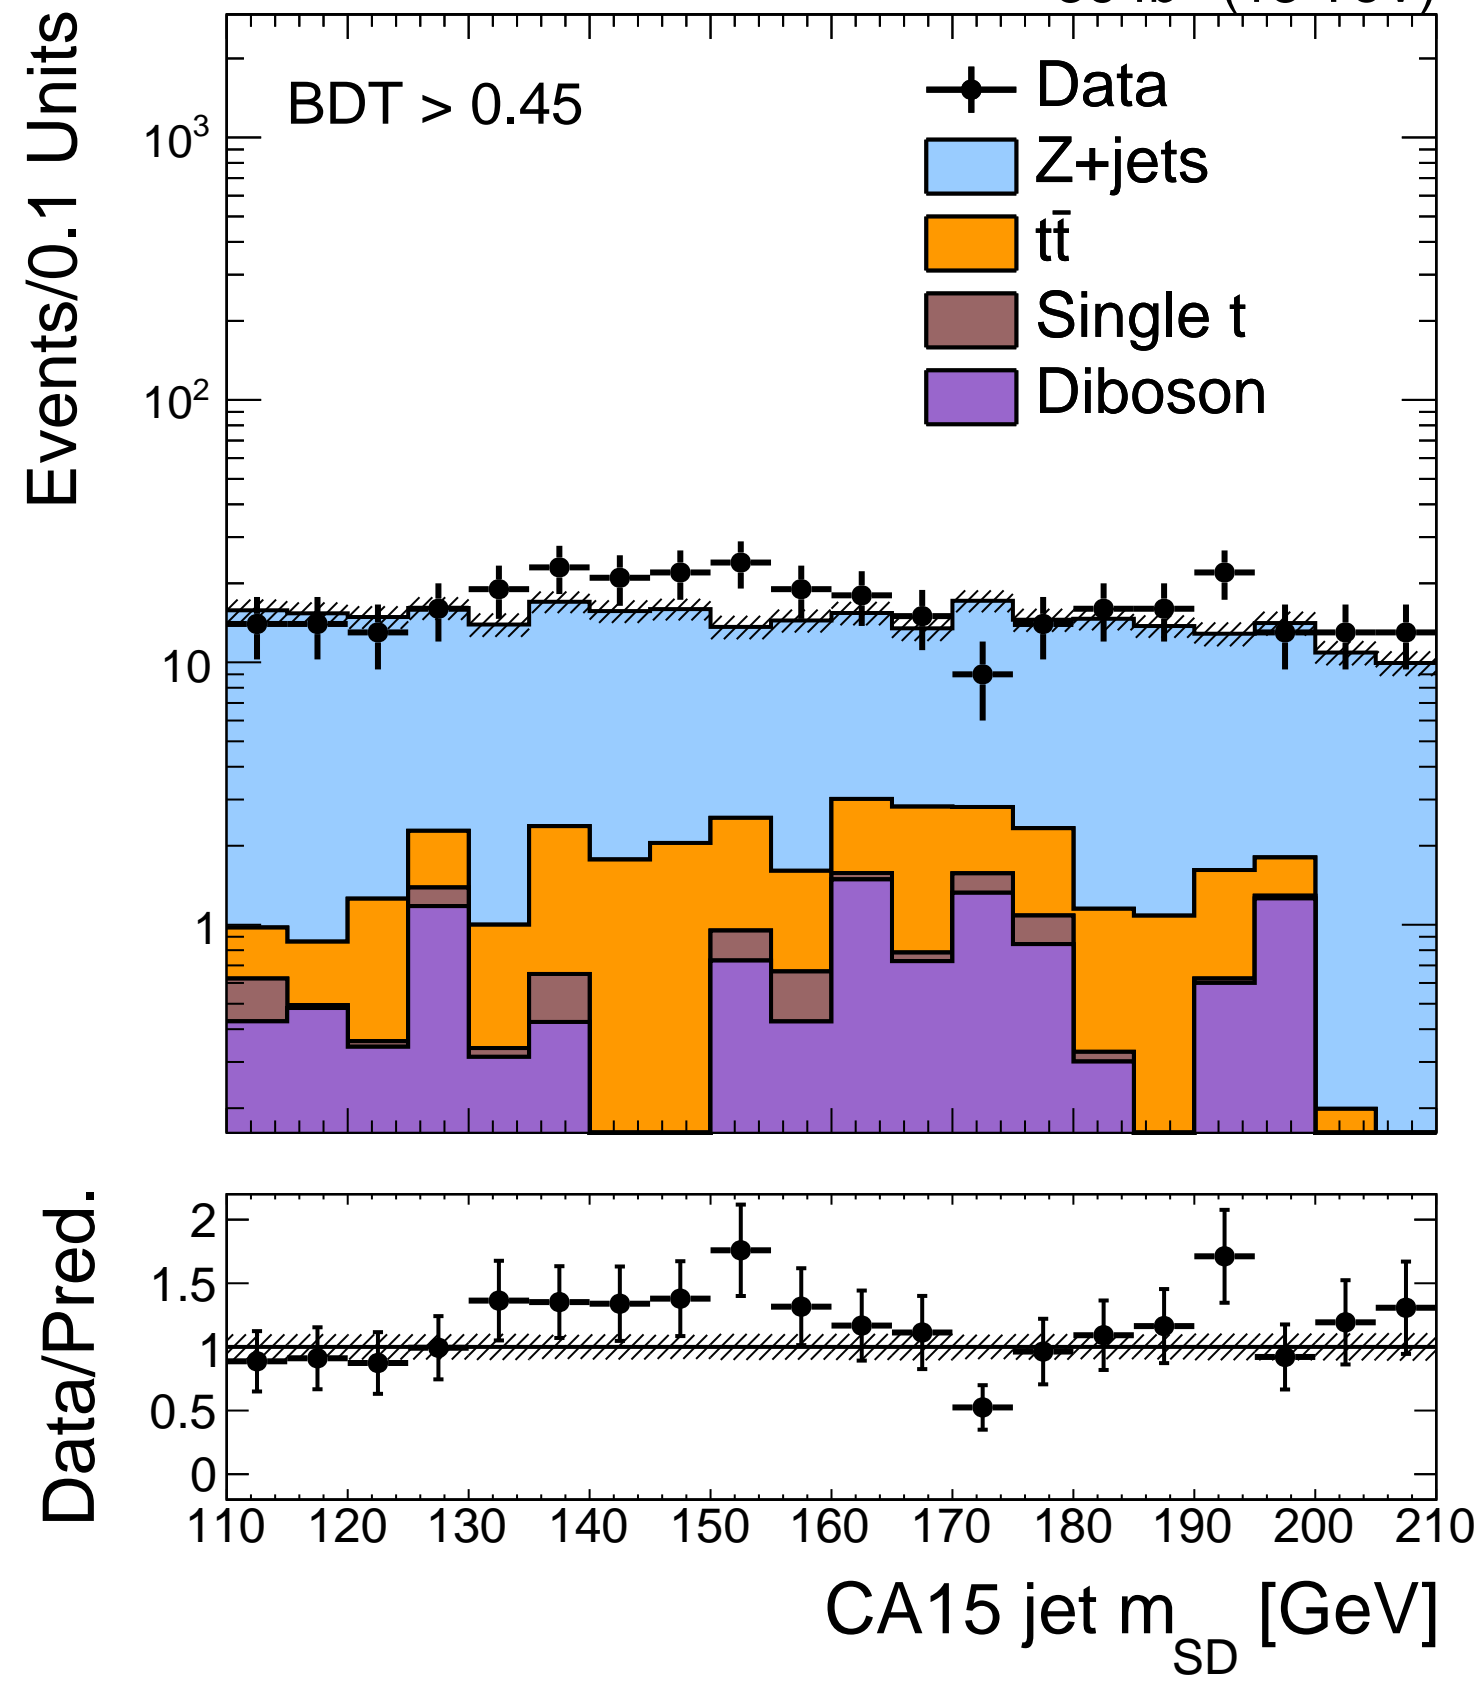 BDT > 0.45
Data
Z+jets
tt̄
Single t
Diboson
Events/0.1 Units
10³
10²
10
1
Data/Pred.
2
1.5
1
0.5
0
110 120 130 140 150 160 170 180 190 200 210
CA15 jet m_SD [GeV]